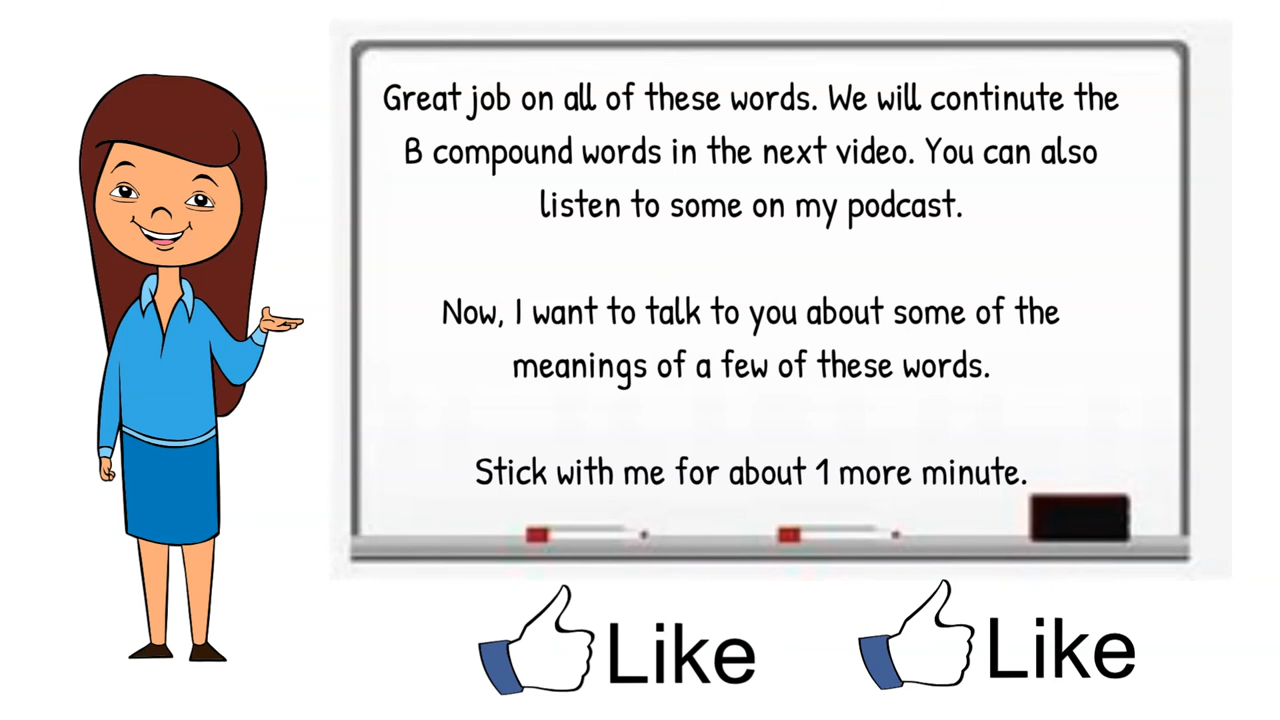 Great job on all of these words. We will continute the
B compound words in the next video. You can also
listen to some on my podcast.
Now, I want to talk to you about some of the
meanings of a few of these words.
Stick with me for about 1 more minute.
Like
Like